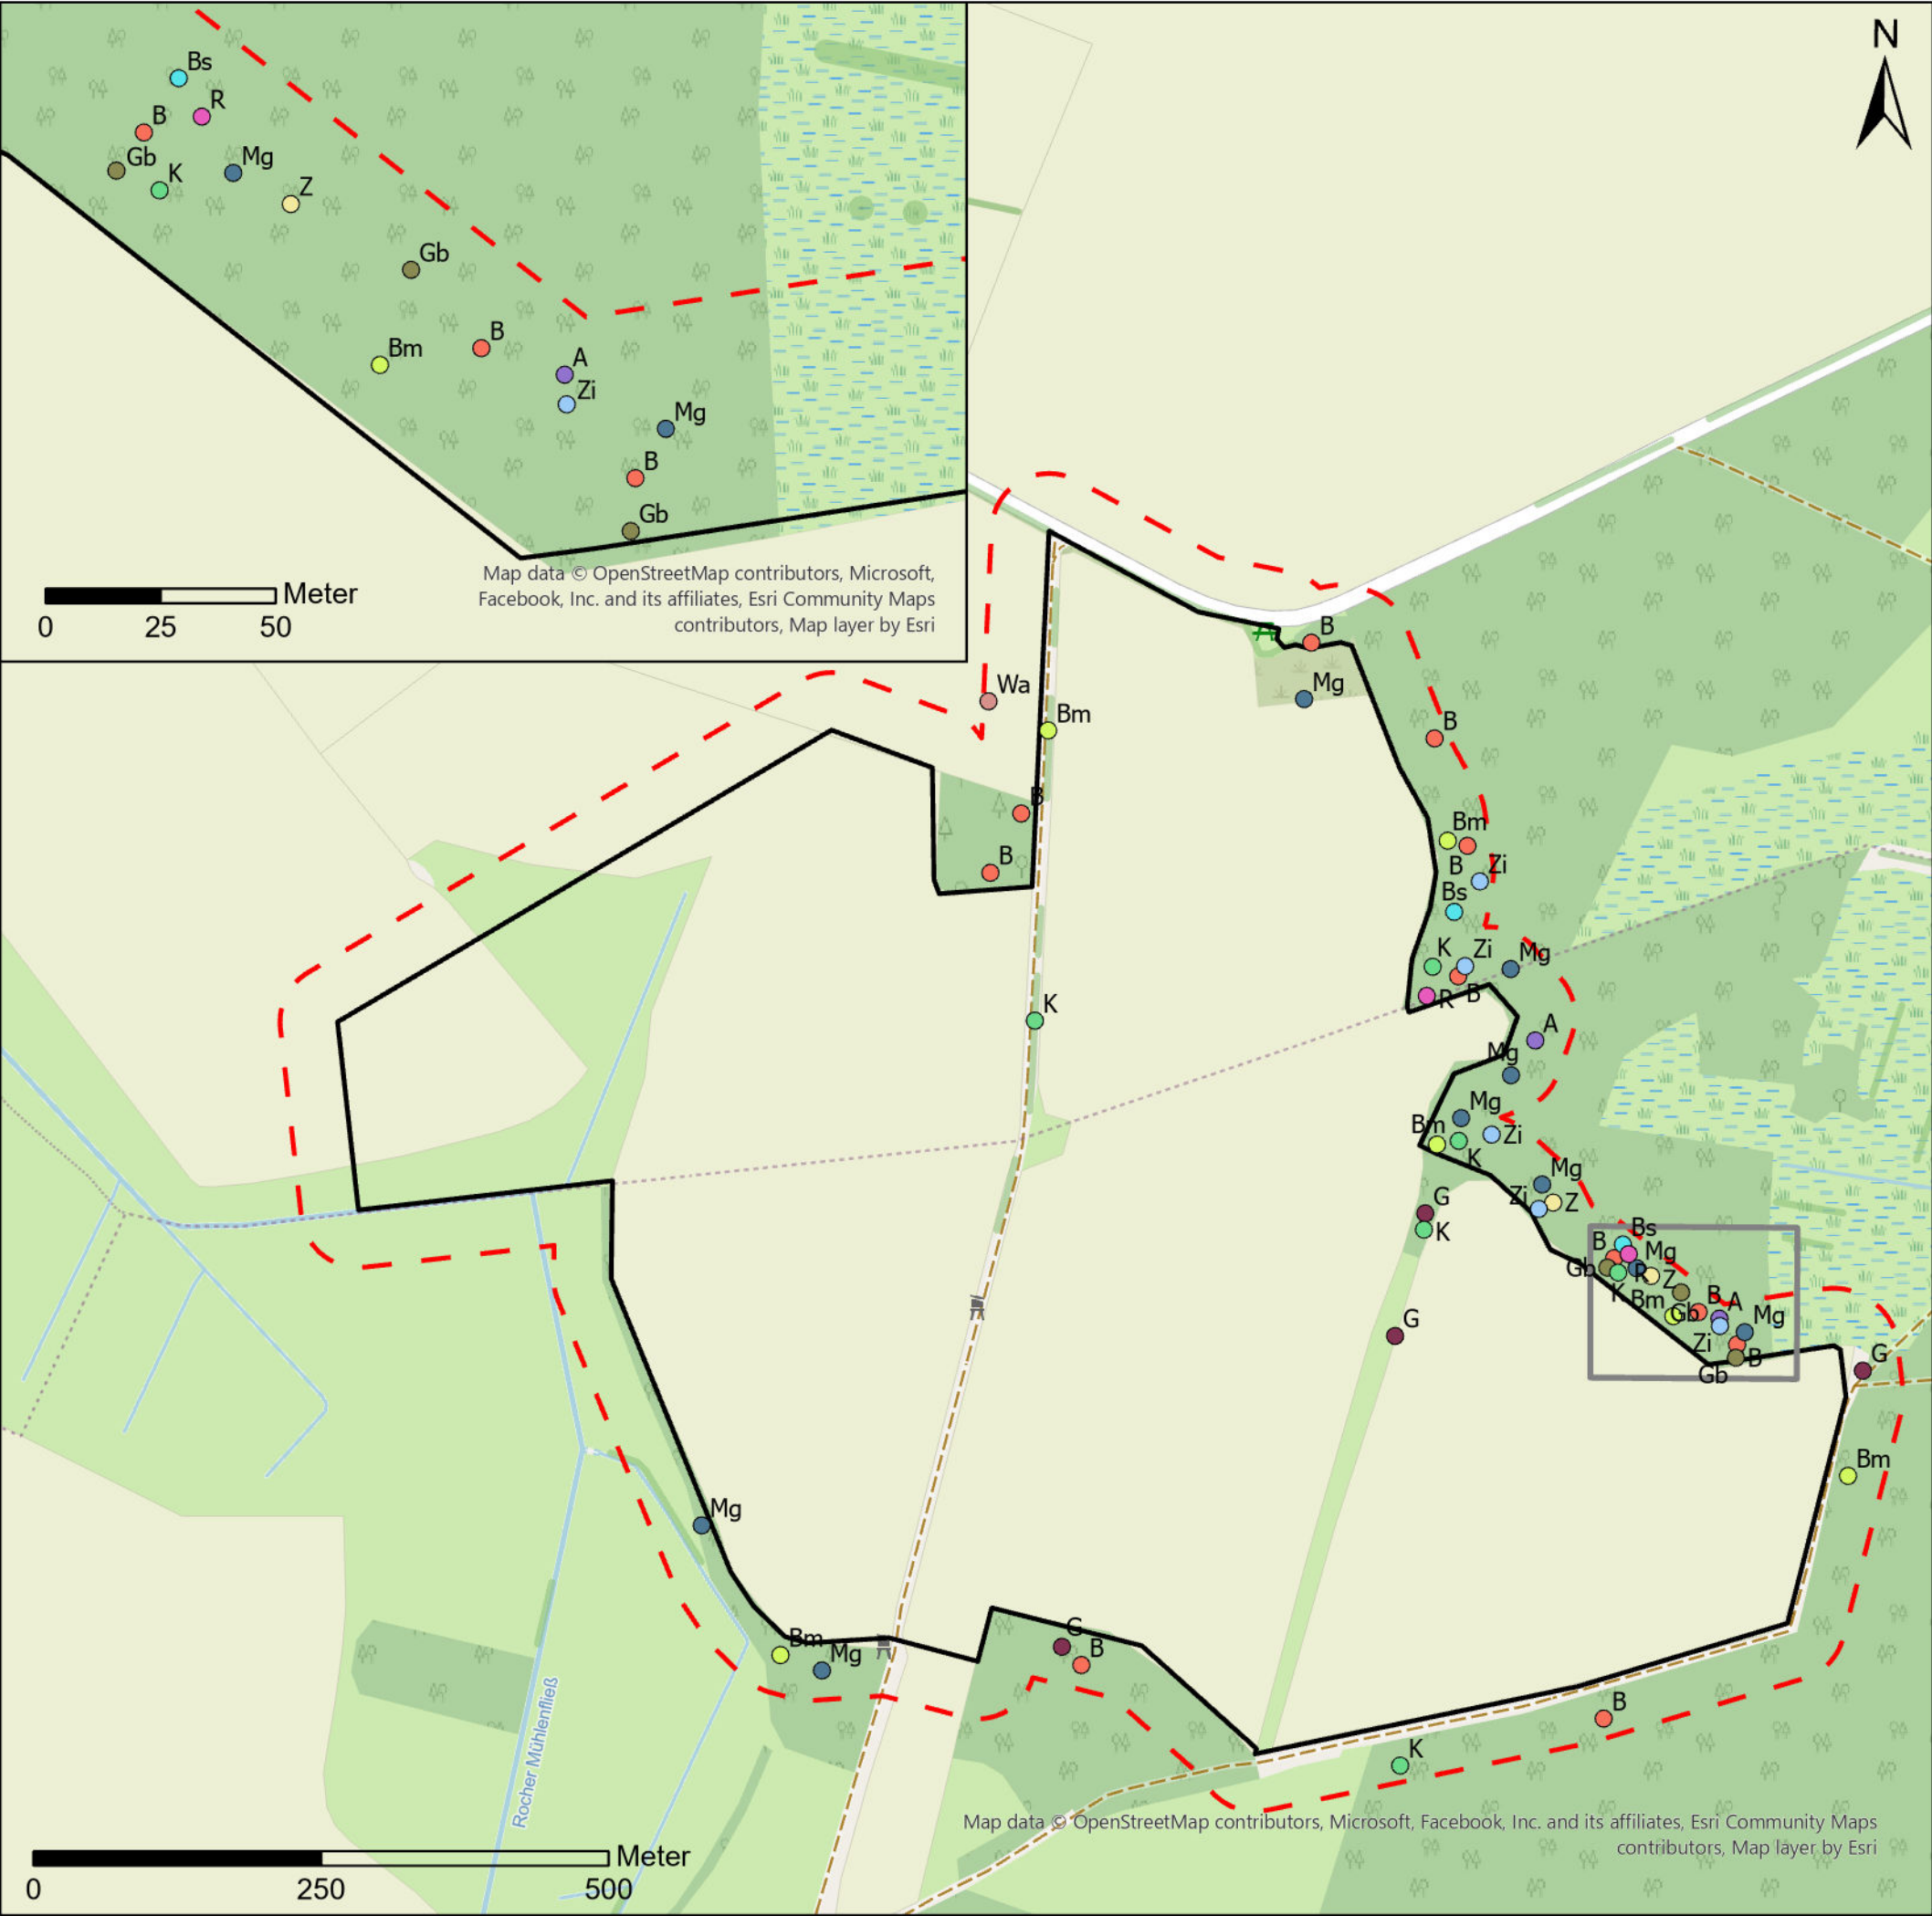 N
Bs
R
B
Gb
K
Mg
Z
Gb
B
Bm
A
Zi
Mg
B
Gb
Meter
0 25 50
Map data © OpenStreetMap contributors, Microsoft,
Facebook, Inc. and its affiliates, Esri Community Maps
contributors, Map layer by Esri
B
Wa
Mg
Bm
B
B
Bm
B
B Zi
Bs
K Zi Mg
R B
K
A
Mg
Mg
Bm Zi
K
Mg
Zi Z
G
K
Bs
B Mg
Gb R Z
K Bm Gb B A Mg
Zi B
Gb
G
G
Bm
Mg
Bm Mg
G
B
B
K
Rocher Mühlenfließ
Map data © OpenStreetMap contributors, Microsoft, Facebook, Inc. and its affiliates, Esri Community Maps
contributors, Map layer by Esri
Meter
0 250 500